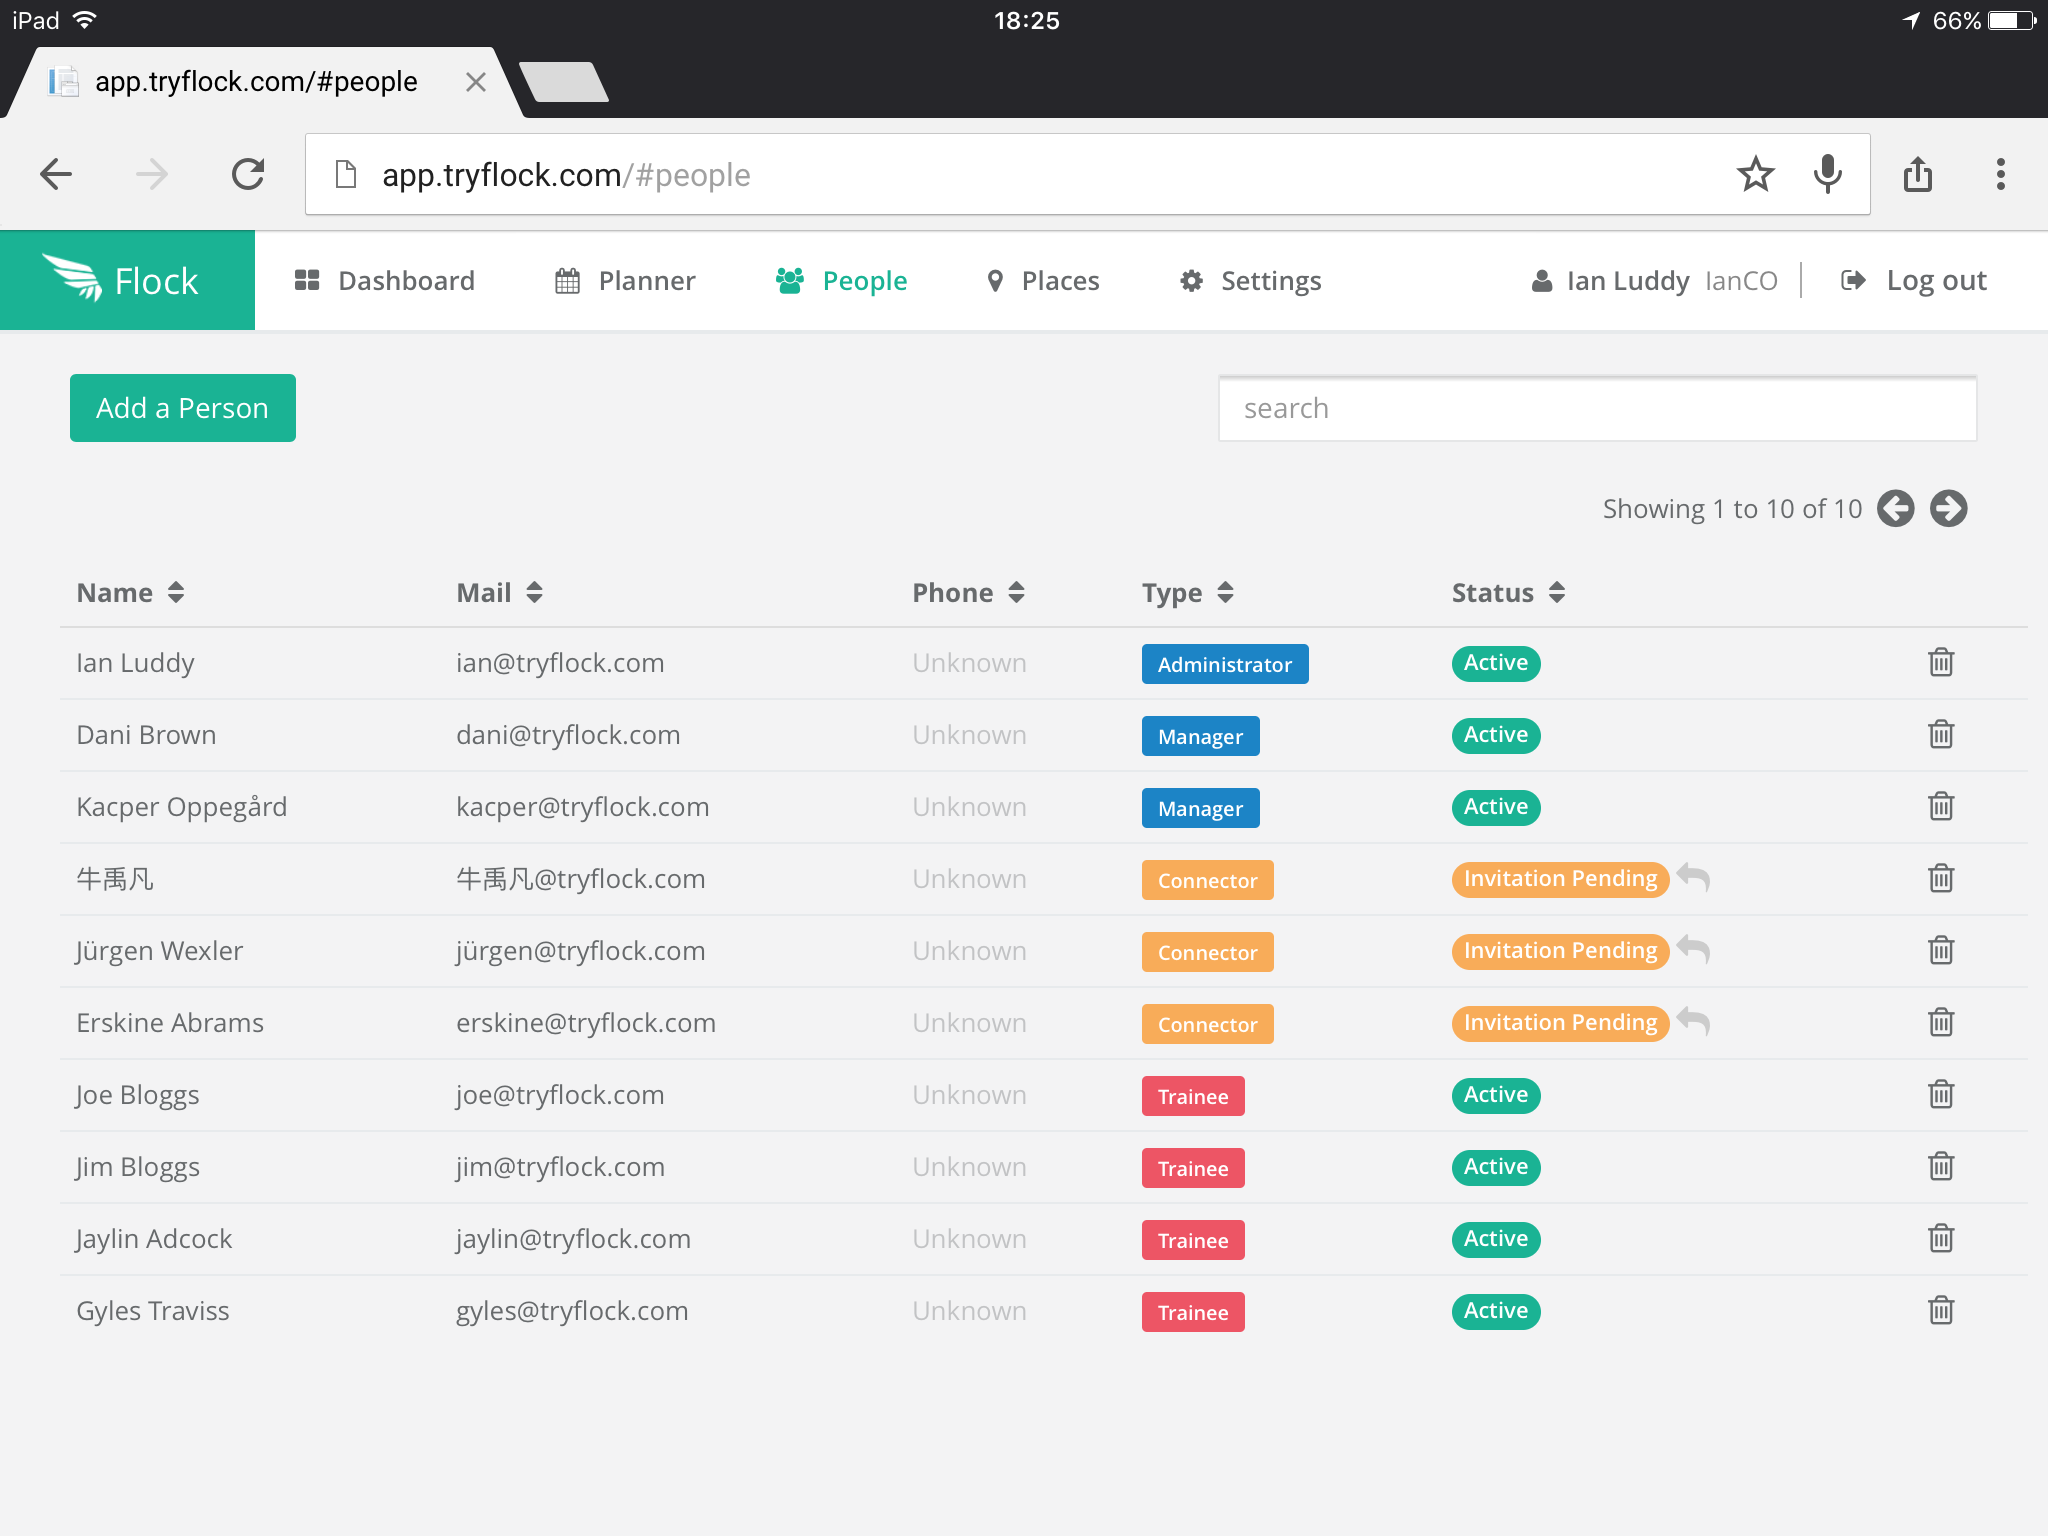 iPad 18:25 66%
app.tryflock.com/#people
app.tryflock.com/#people
Flock Dashboard Planner People Places Settings Ian Luddy IanCO Log out
Add a Person search
Showing 1 to 10 of 10
Name Mail Phone Type Status
Ian Luddy ian@tryflock.com Unknown Administrator Active
Dani Brown dani@tryflock.com Unknown Manager Active
Kacper Oppegård kacper@tryflock.com Unknown Manager Active
牛禹凡 牛禹凡@tryflock.com Unknown Connector Invitation Pending
Jürgen Wexler jürgen@tryflock.com Unknown Connector Invitation Pending
Erskine Abrams erskine@tryflock.com Unknown Connector Invitation Pending
Joe Bloggs joe@tryflock.com Unknown Trainee Active
Jim Bloggs jim@tryflock.com Unknown Trainee Active
Jaylin Adcock jaylin@tryflock.com Unknown Trainee Active
Gyles Traviss gyles@tryflock.com Unknown Trainee Active